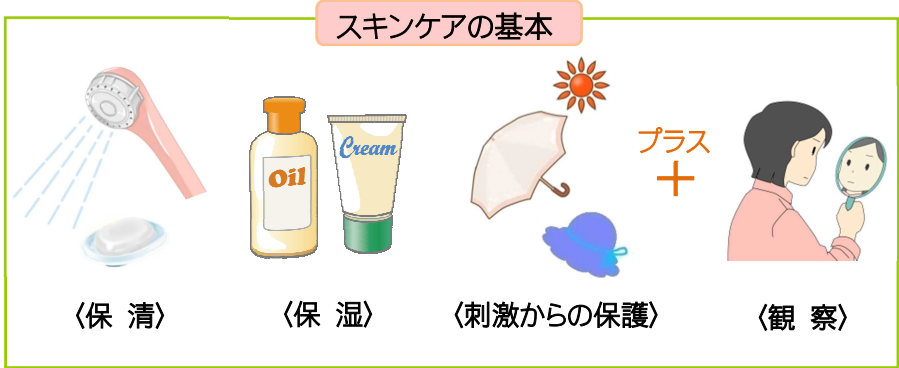 スキンケアの基本
Oil
Cream
プラス
＋
〈保 清〉
〈保 湿〉
〈刺激からの保護〉
〈観 察〉